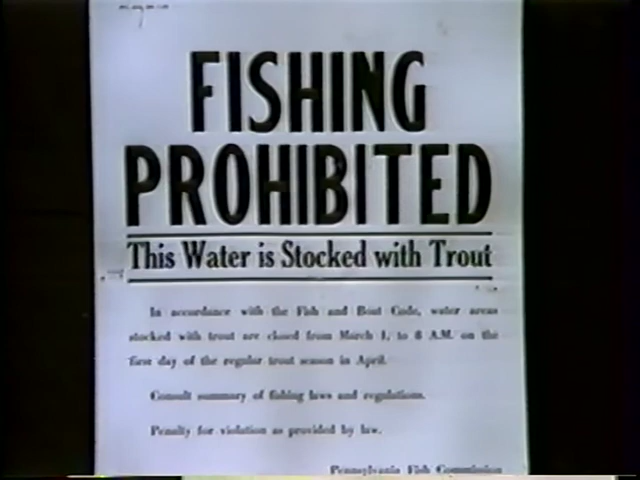 FISHING
PROHIBITED
This Water is Stocked with Trout
In accordance with the Fish and Boat Code, water areas
stocked with trout are closed from March 1, to 8 A.M. on the
first day of the regular trout season in April.
Consult summary of fishing laws and regulations.
Penalty for violation as provided by law.
Pennsylvania Fish Commission